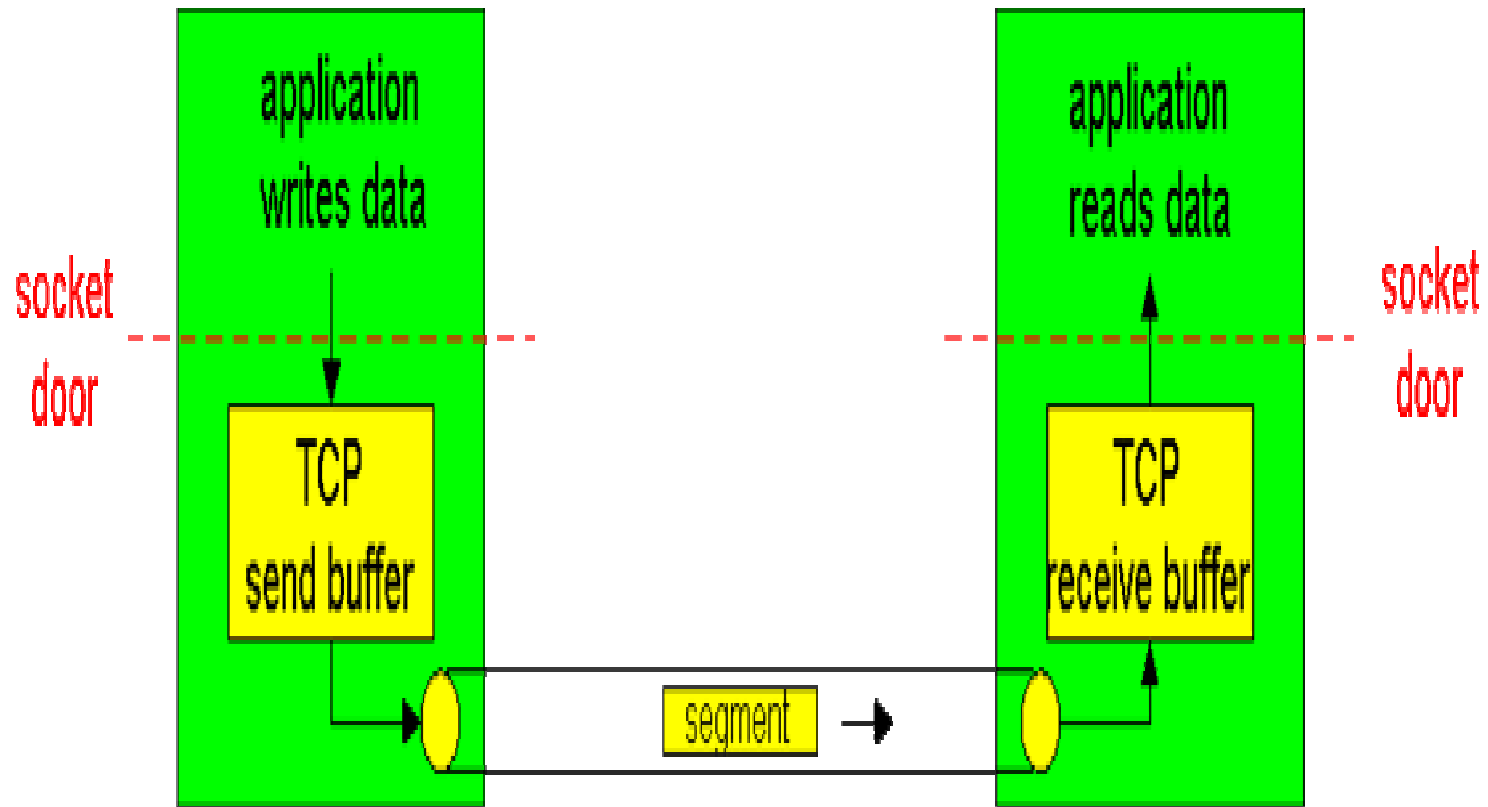 application
writes data
socket
door
TCP
send buffer
segment
application
reads data
socket
door
TCP
receive buffer